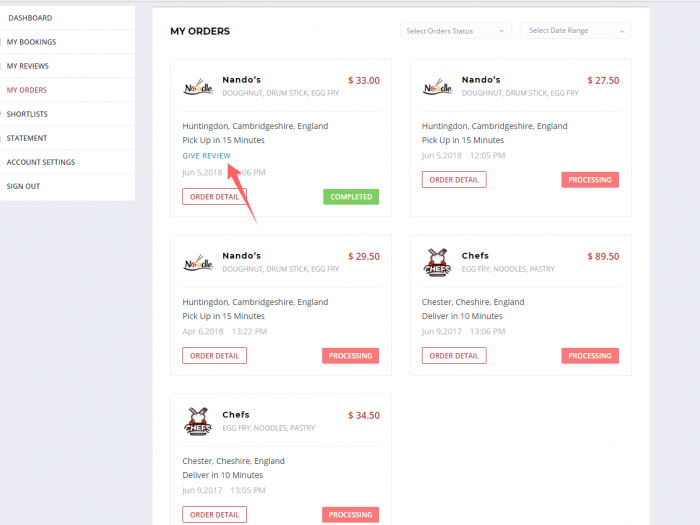 DASHBOARD
MY BOOKINGS
MY REVIEWS
MY ORDERS
SHORTLISTS
STATEMENT
ACCOUNT SETTINGS
SIGN OUT
MY ORDERS
Select Orders Status
Select Date Range
Noodle
Nando's
$ 33.00
DOUGHNUT, DRUM STICK, EGG FRY
Huntingdon, Cambridgeshire, England
Pick Up in 15 Minutes
GIVE REVIEW
Jun 5,2018
06 PM
ORDER DETAIL
COMPLETED
Noodle
Nando's
$ 27.50
DOUGHNUT, DRUM STICK, EGG FRY
Huntingdon, Cambridgeshire, England
Pick Up in 15 Minutes
Jun 5,2018 12:05 PM
ORDER DETAIL
PROCESSING
Noodle
Nando's
$ 29.50
DOUGHNUT, DRUM STICK, EGG FRY
Huntingdon, Cambridgeshire, England
Pick Up in 15 Minutes
Apr 6,2018 13:22 PM
ORDER DETAIL
PROCESSING
CHEFS
Chefs
$ 89.50
EGG FRY, NOODLES, PASTRY
Chester, Cheshire, England
Deliver in 10 Minutes
Jun 9,2017 13:06 PM
ORDER DETAIL
PROCESSING
CHEFS
Chefs
$ 34.50
EGG FRY, NOODLES, PASTRY
Chester, Cheshire, England
Deliver in 10 Minutes
Jun 9,2017 13:05 PM
ORDER DETAIL
PROCESSING